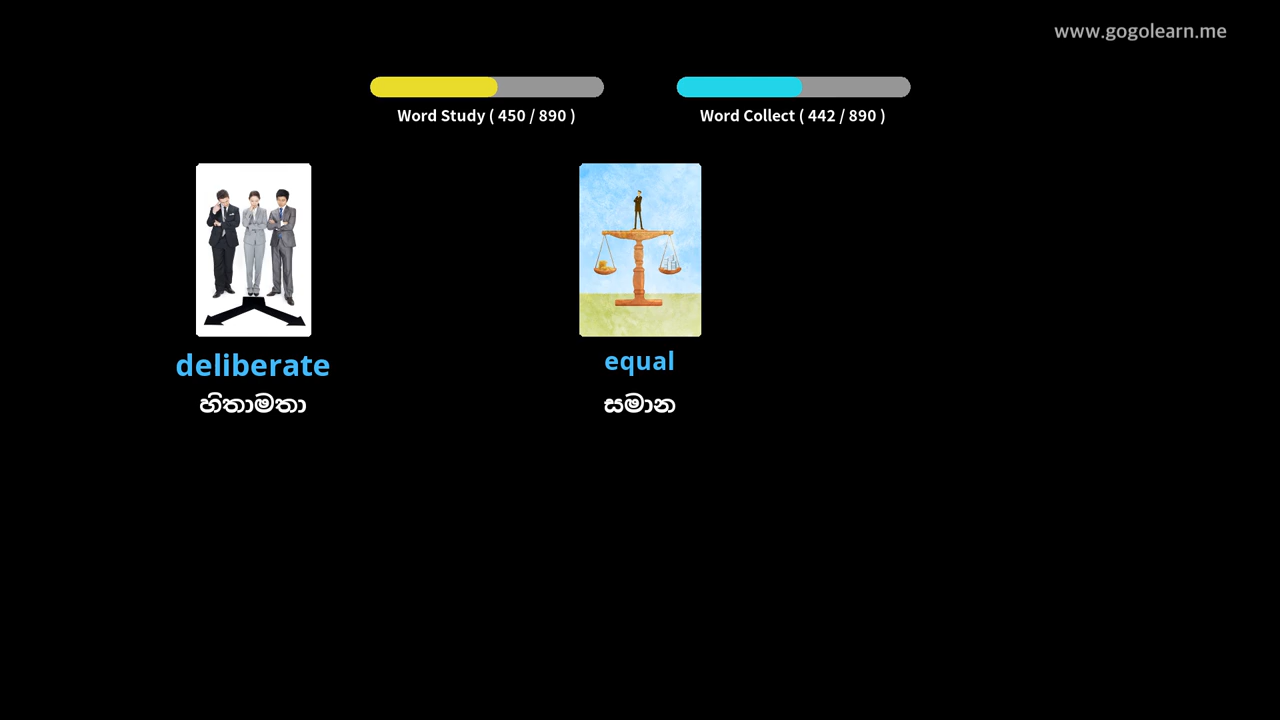 www.gogolearn.me
Word Study ( 450 / 890 )
Word Collect ( 442 / 890 )
deliberate
හිතාමතා
equal
සමාන